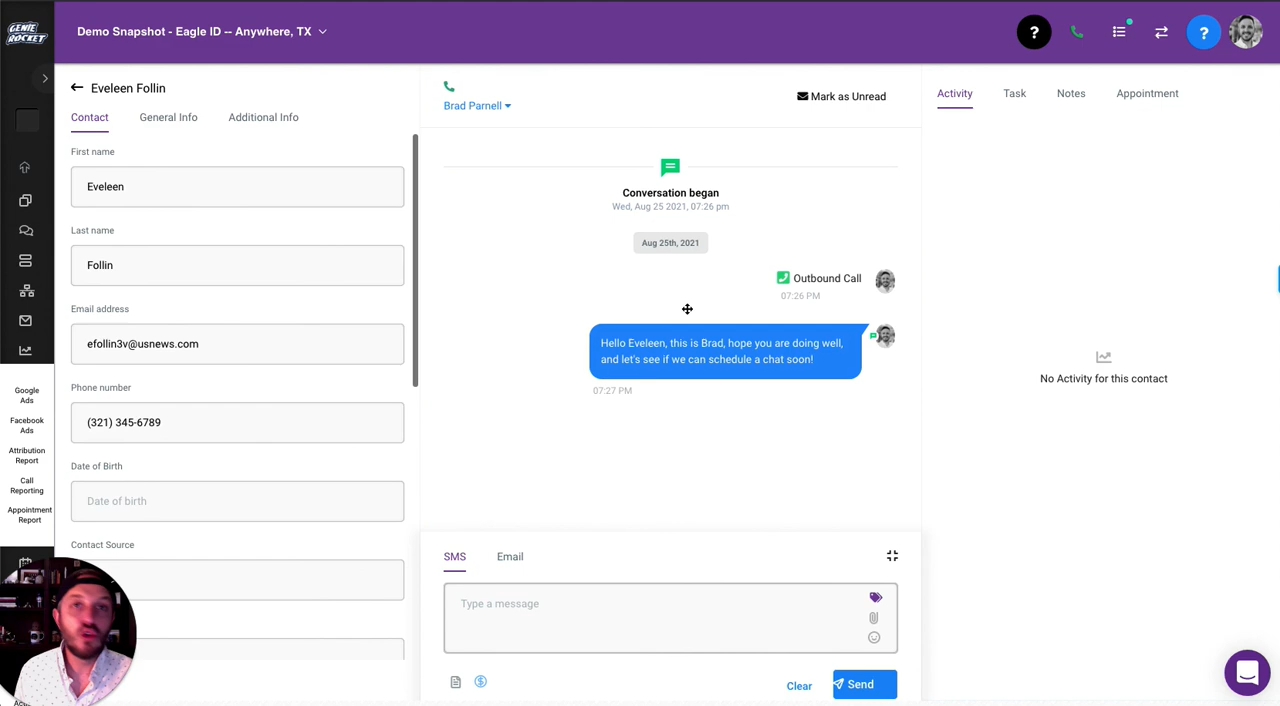 GENIE
ROCKET
Demo Snapshot - Eagle ID -- Anywhere, TX
?
?
Eveleen Follin
Contact
General Info
Additional Info
First name
Eveleen
Last name
Follin
Email address
efollin3v@usnews.com
Phone number
(321) 345-6789
Date of Birth
Date of birth
Contact Source
Google
Ads
Facebook
Ads
Attribution
Report
Call
Reporting
Appointment
Report
Brad Parnell
Mark as Unread
Conversation began
Wed, Aug 25 2021, 07:26 pm
Aug 25th, 2021
Outbound Call
07:26 PM
Hello Eveleen, this is Brad, hope you are doing well,
and let's see if we can schedule a chat soon!
07:27 PM
SMS
Email
Type a message
Clear
Send
Activity
Task
Notes
Appointment
No Activity for this contact